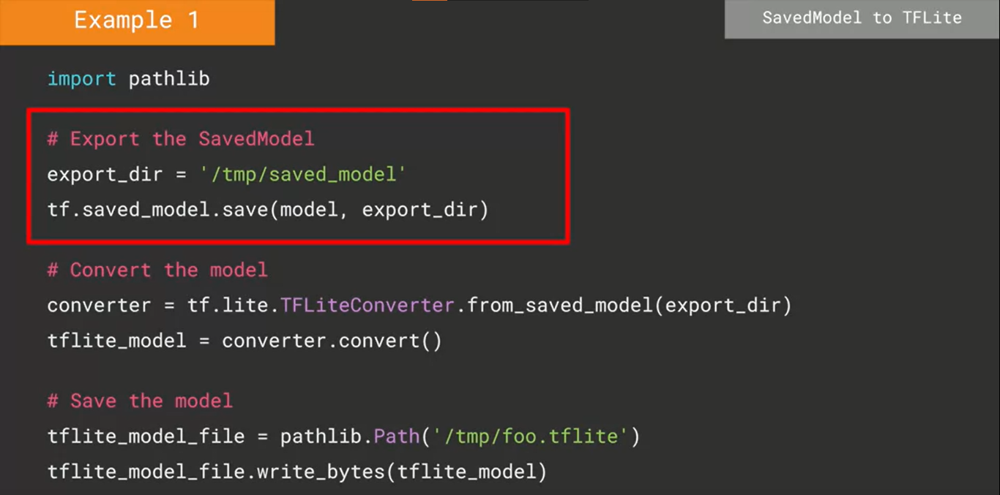 Example 1
SavedModel to TFLite
import pathlib
# Export the SavedModel
export_dir = '/tmp/saved_model'
tf.saved_model.save(model, export_dir)
# Convert the model
converter = tf.lite.TFLiteConverter.from_saved_model(export_dir)
tflite_model = converter.convert()
# Save the model
tflite_model_file = pathlib.Path('/tmp/foo.tflite')
tflite_model_file.write_bytes(tflite_model)